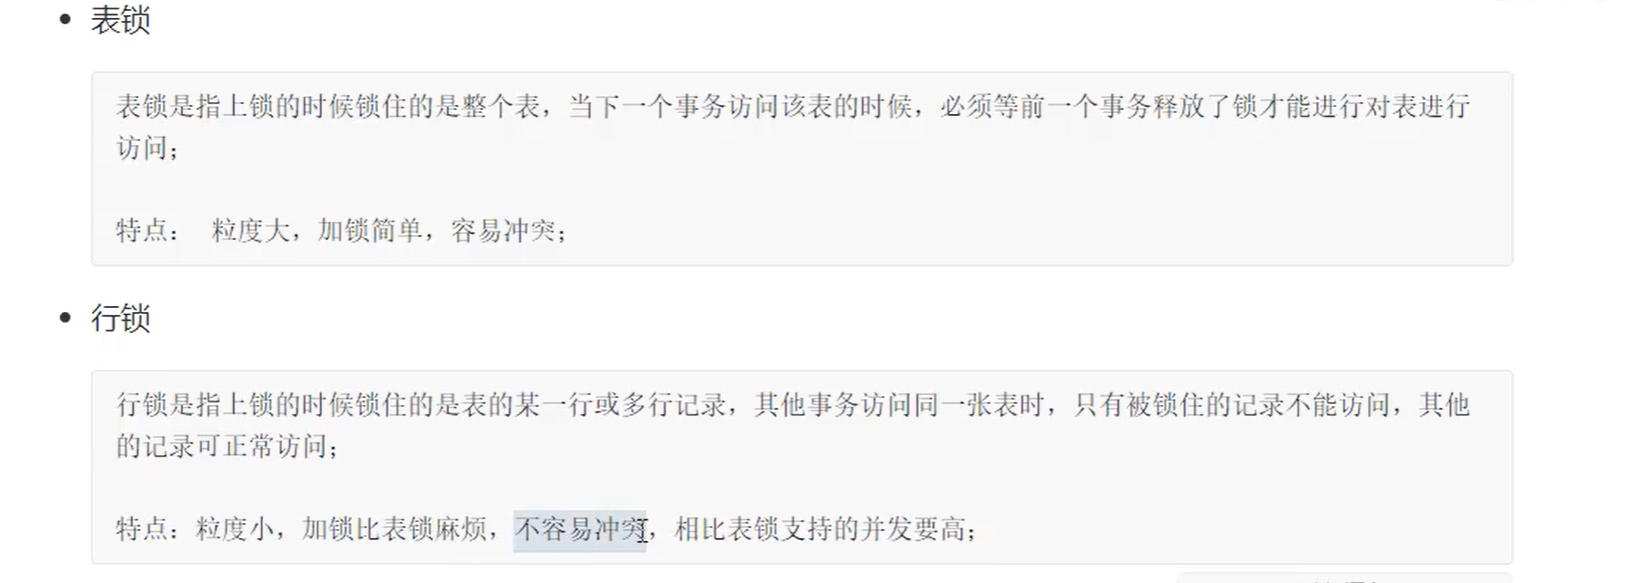 表锁
表锁是指上锁的时候锁住的是整个表，当下一个事务访问该表的时候，必须等前一个事务释放了锁才能进行对表进行
访问；
特点： 粒度大，加锁简单，容易冲突；
行锁
行锁是指上锁的时候锁住的是表的某一行或多行记录，其他事务访问同一张表时，只有被锁住的记录不能访问，其他
的记录可正常访问；
特点：粒度小，加锁比表锁麻烦，不容易冲突，相比表锁支持的并发要高；